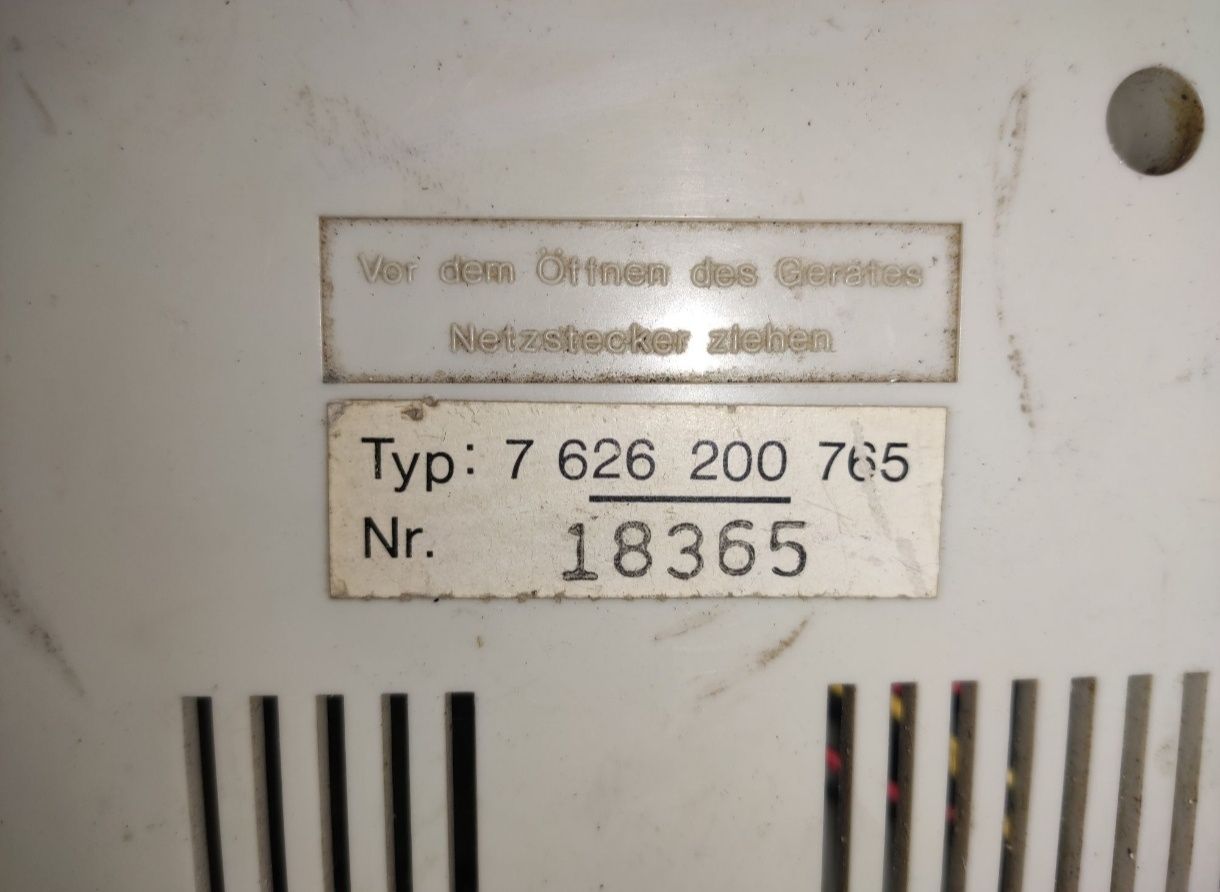 Vor dem Öffnen des Gerätes
Netzstecker ziehen
Typ: 7 626 200 765
Nr. 18365